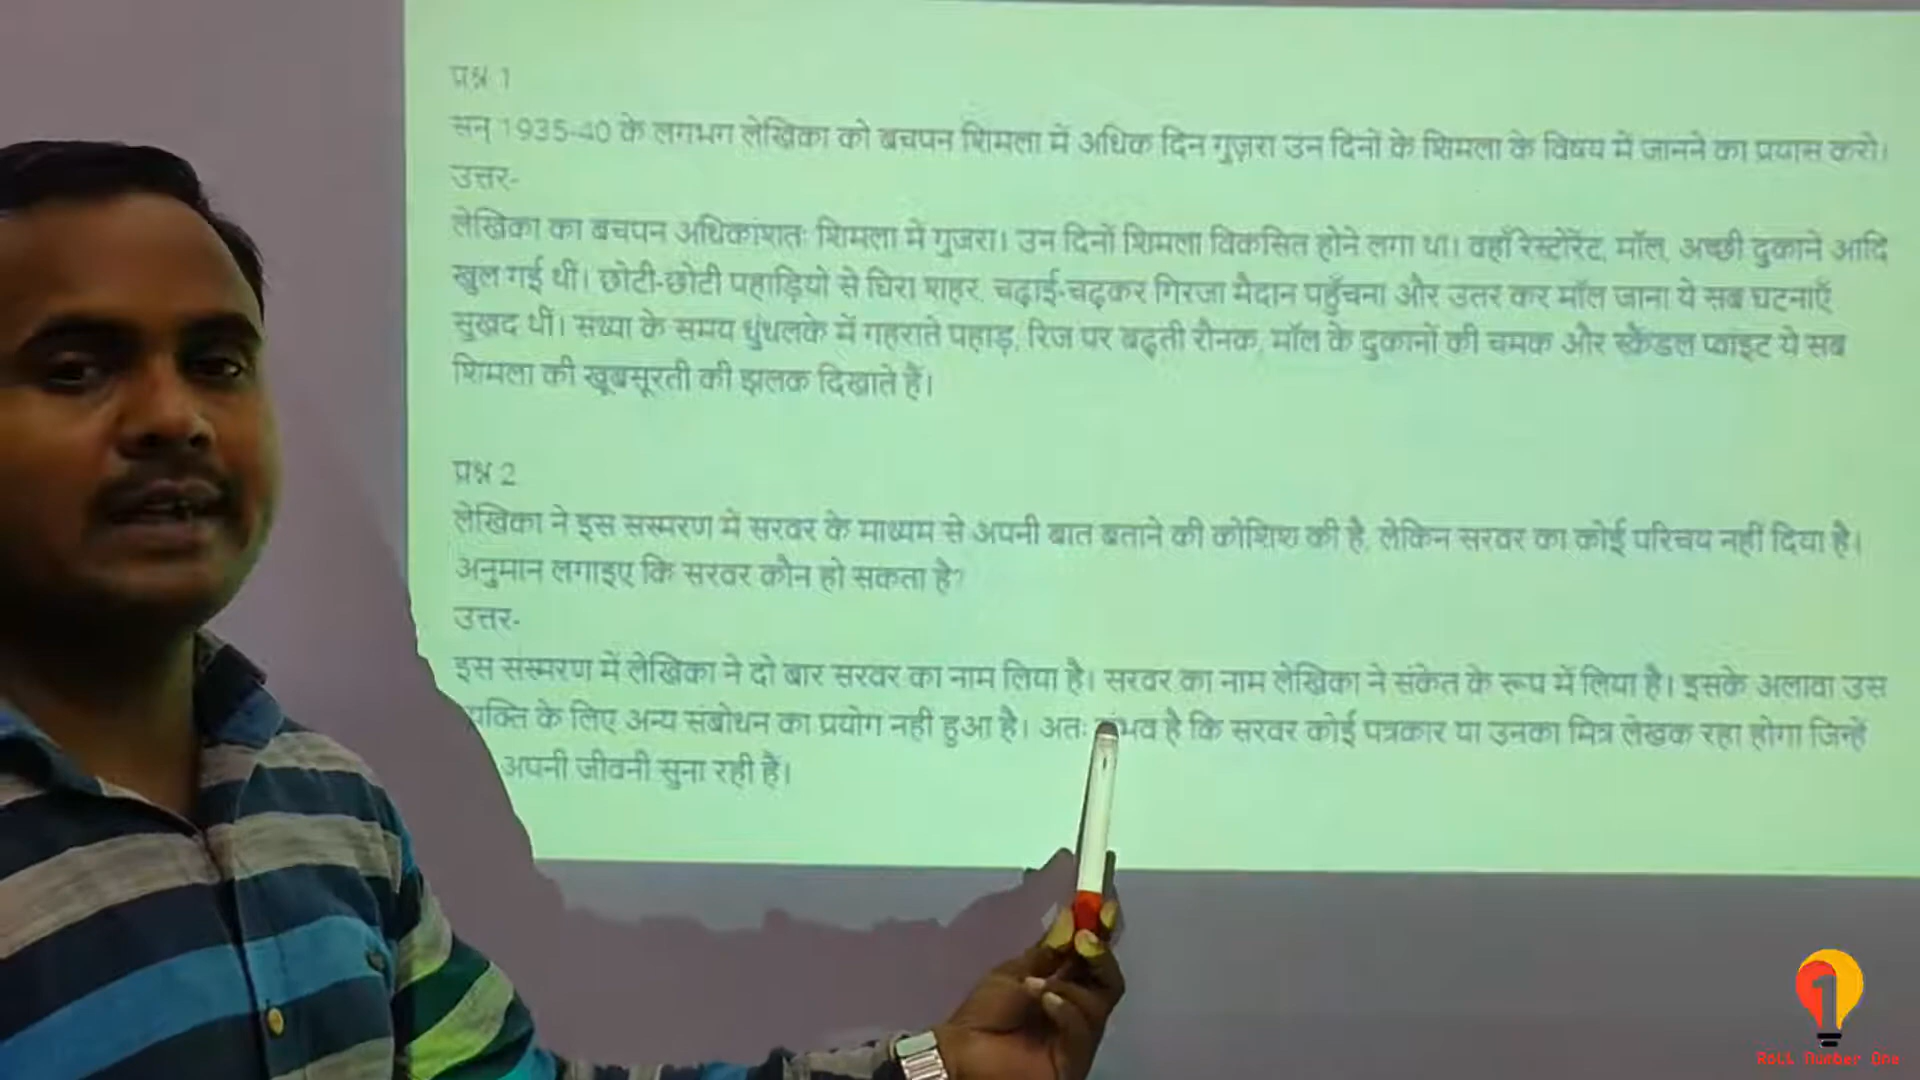 प्रश्न 1
सन् 1935-40 के लगभग लेखिका को बचपन शिमला में अधिक दिन गुज़रा उन दिनों के शिमला के विषय में जानने का प्रयास करो।
उत्तर-
लेखिका का बचपन अधिकांशतः शिमला में गुजरा। उन दिनों शिमला विकसित होने लगा था। वहाँ रेस्टोरेंट, मॉल, अच्छी दुकाने आदि
खुल गई थीं। छोटी-छोटी पहाड़ियों से घिरा शहर, चढ़ाई-चढ़कर गिरजा मैदान पहुँचना और उतर कर मॉल जाना ये सब घटनाएँ
सुखद थीं। संध्या के समय धुंधलके में गहराते पहाड़, रिज पर बढ़ती रौनक, मॉल के दुकानों की चमक और स्कैंडल प्वाइंट ये सब
शिमला की खूबसूरती की झलक दिखाते हैं।
प्रश्न 2
लेखिका ने इस संस्मरण में सरवर के माध्यम से अपनी बात बताने की कोशिश की है, लेकिन सरवर का कोई परिचय नहीं दिया है।
अनुमान लगाइए कि सरवर कौन हो सकता है?
उत्तर-
इस संस्मरण में लेखिका ने दो बार सरवर का नाम लिया है। सरवर का नाम लेखिका ने संकेत के रूप में लिया है। इसके अलावा उस
के लिए अन्य संबोधन का प्रयोग नहीं हुआ है। अतः है कि सरवर कोई पत्रकार या उनका मित्र लेखक रहा होगा जिन्हें
अपनी जीवनी सुना रही हैं।
1
Roll Number One